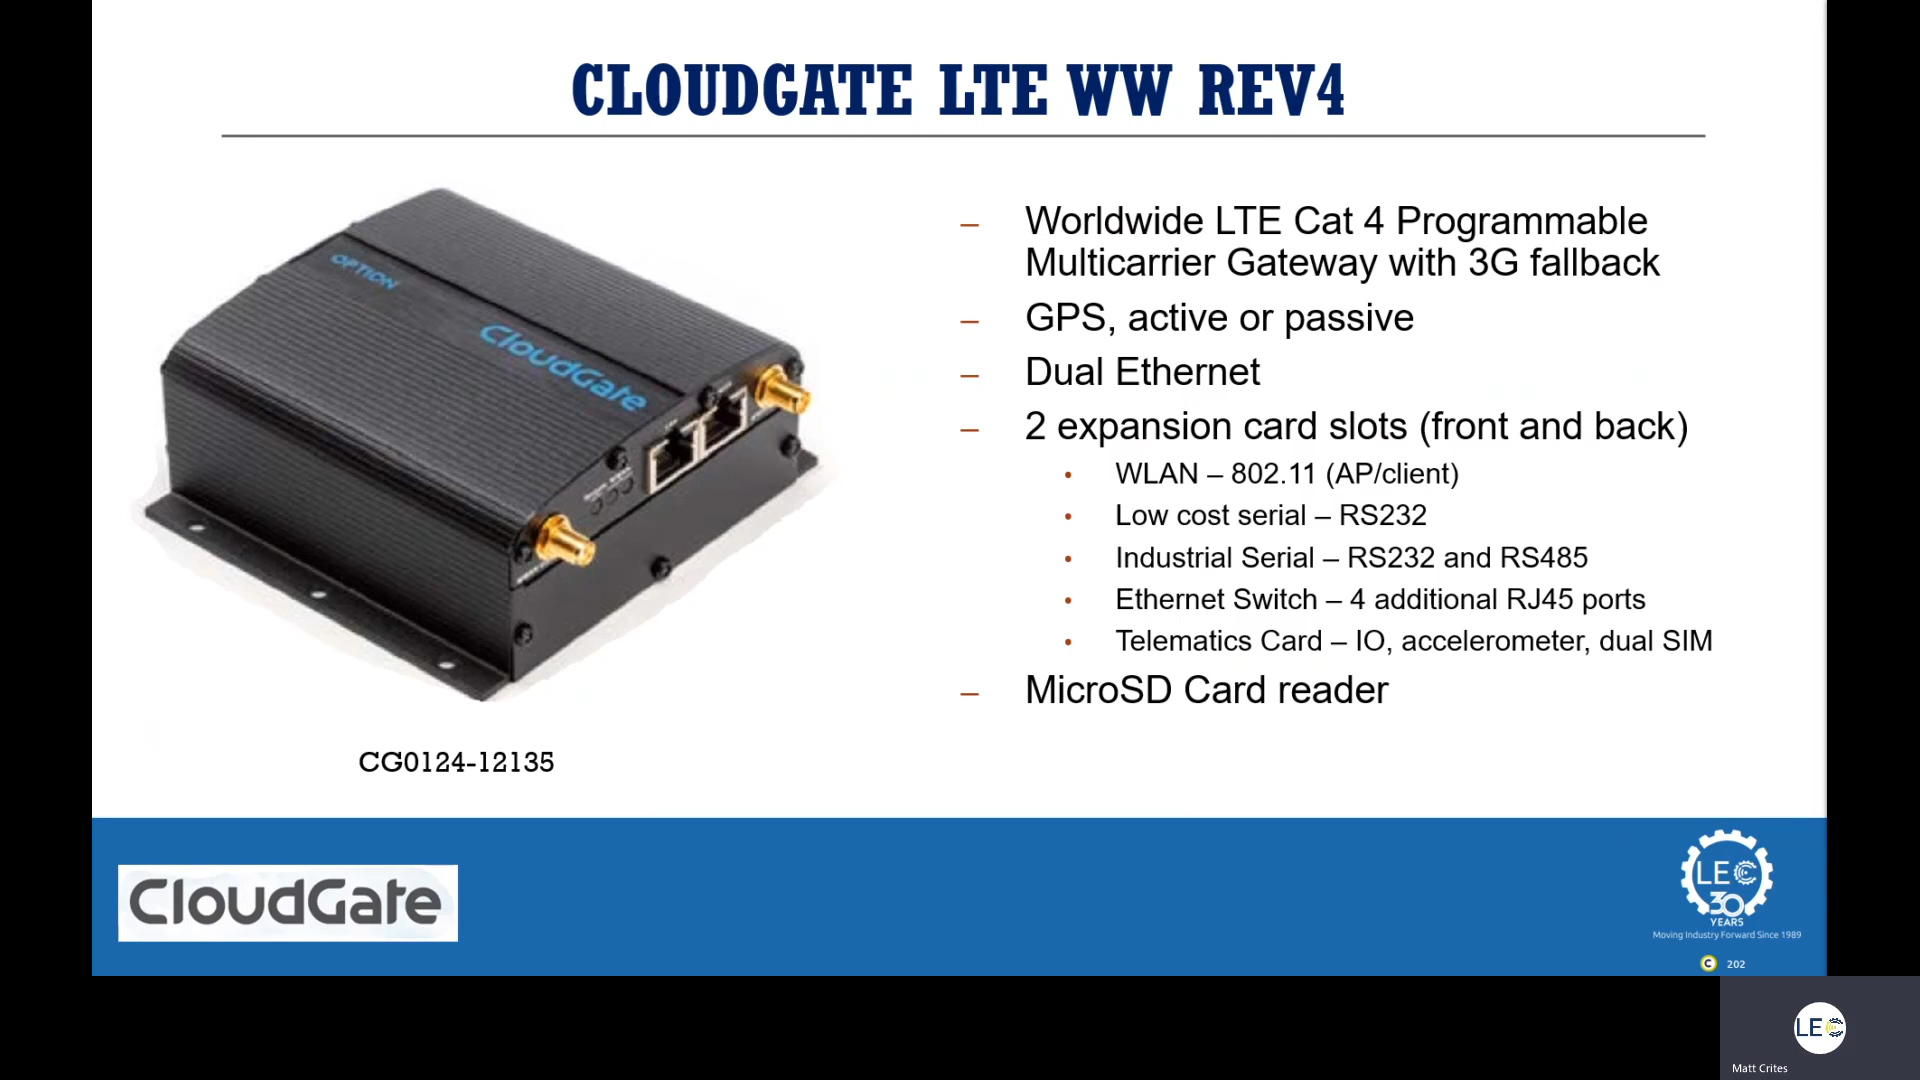 CLOUDGATE LTE WW REV4
OPTION
CloudGate
– Worldwide LTE Cat 4 Programmable
Multicarrier Gateway with 3G fallback
– GPS, active or passive
– Dual Ethernet
– 2 expansion card slots (front and back)
• WLAN – 802.11 (AP/client)
• Low cost serial – RS232
• Industrial Serial – RS232 and RS485
• Ethernet Switch – 4 additional RJ45 ports
• Telematics Card – IO, accelerometer, dual SIM
– MicroSD Card reader
CG0124-12135
CloudGate
LEC
30
YEARS
Moving Industry Forward Since 1989
C 202
LEC
Matt Crites